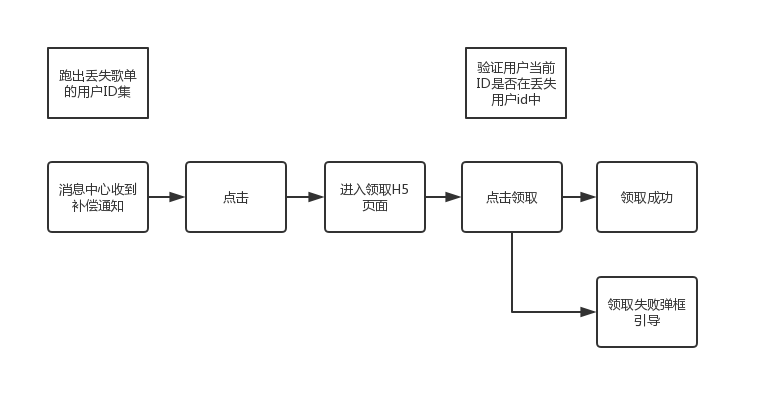 跑出丢失歌单
的用户ID集
验证用户当前
ID是否在丢失
用户id中
消息中心收到
补偿通知
点击
进入领取H5
页面
点击领取
领取成功
领取失败弹框
引导